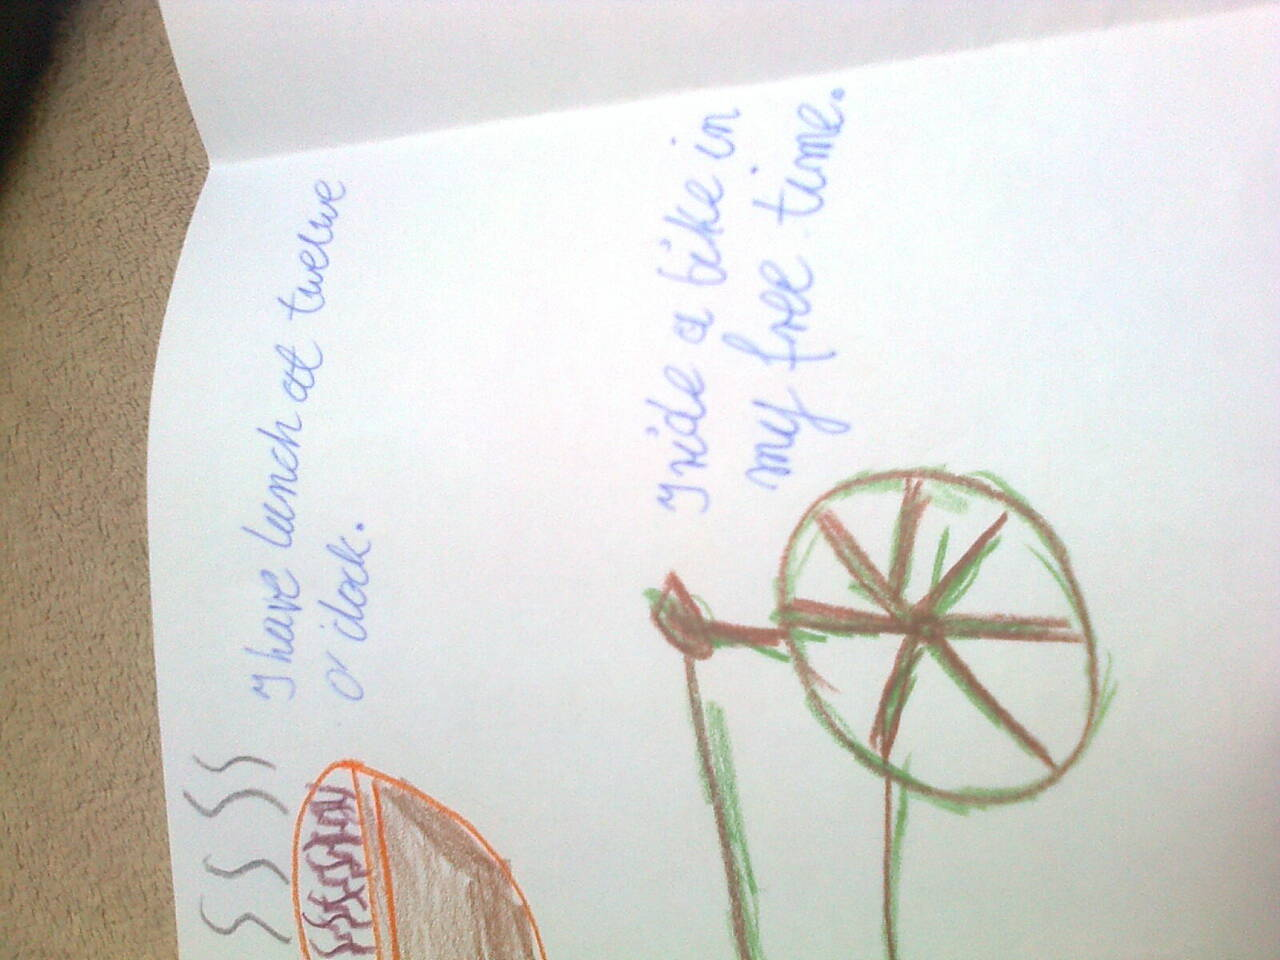 I have lunch at twelve
o' clock.
I ride a bike in
my free time.